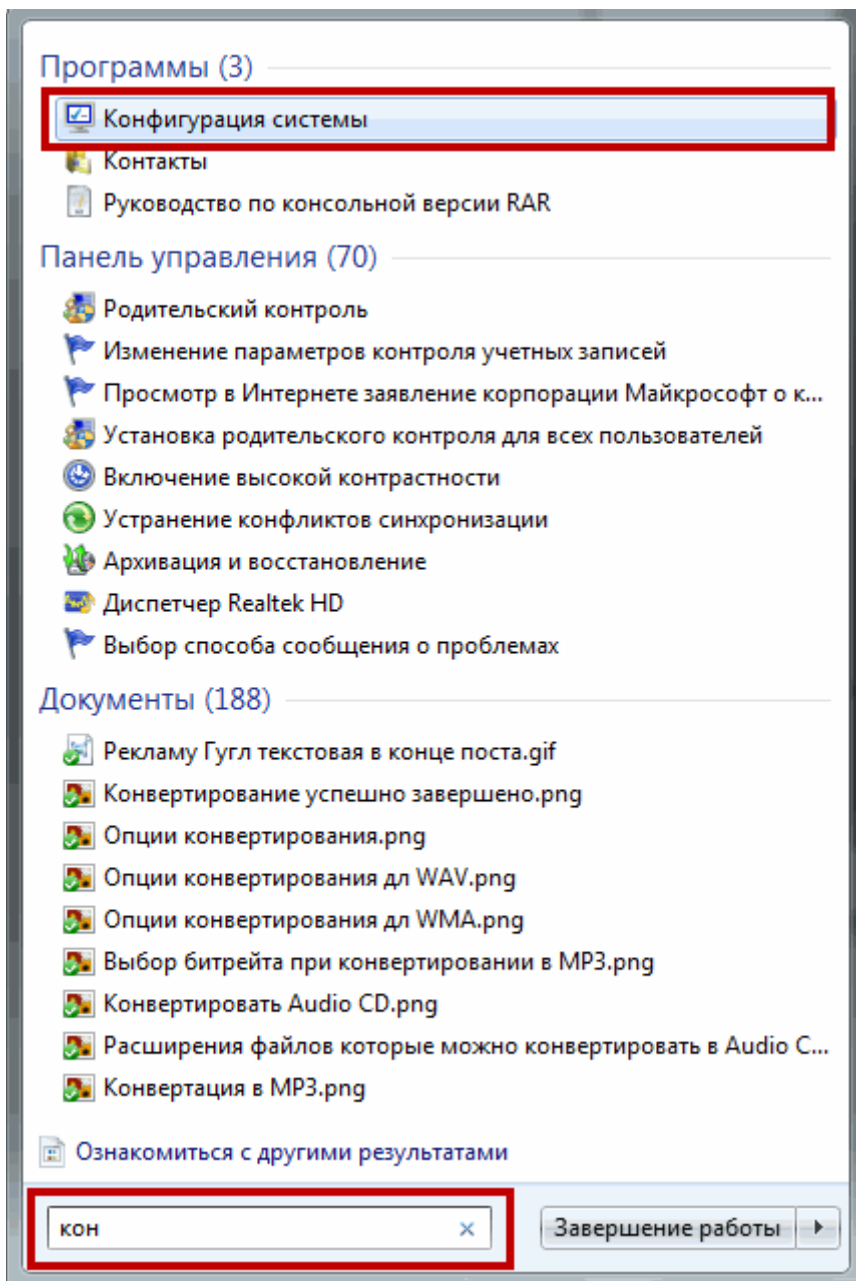 Программы (3)
Конфигурация системы
Контакты
Руководство по консольной версии RAR
Панель управления (70)
Родительский контроль
Изменение параметров контроля учетных записей
Просмотр в Интернете заявление корпорации Майкрософт о к...
Установка родительского контроля для всех пользователей
Включение высокой контрастности
Устранение конфликтов синхронизации
Архивация и восстановление
Диспетчер Realtek HD
Выбор способа сообщения о проблемах
Документы (188)
Рекламу Гугл текстовая в конце поста.gif
Конвертирование успешно завершено.png
Опции конвертирования.png
Опции конвертирования дл WAV.png
Опции конвертирования дл WMA.png
Выбор битрейта при конвертировании в MP3.png
Конвертировать Audio CD.png
Расширения файлов которые можно конвертировать в Audio C...
Конвертация в MP3.png
Ознакомиться с другими результатами
кон
Завершение работы